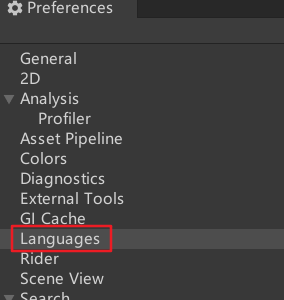 Preferences
General
2D
Analysis
Profiler
Asset Pipeline
Colors
Diagnostics
External Tools
GI Cache
Languages
Rider
Scene View
Search